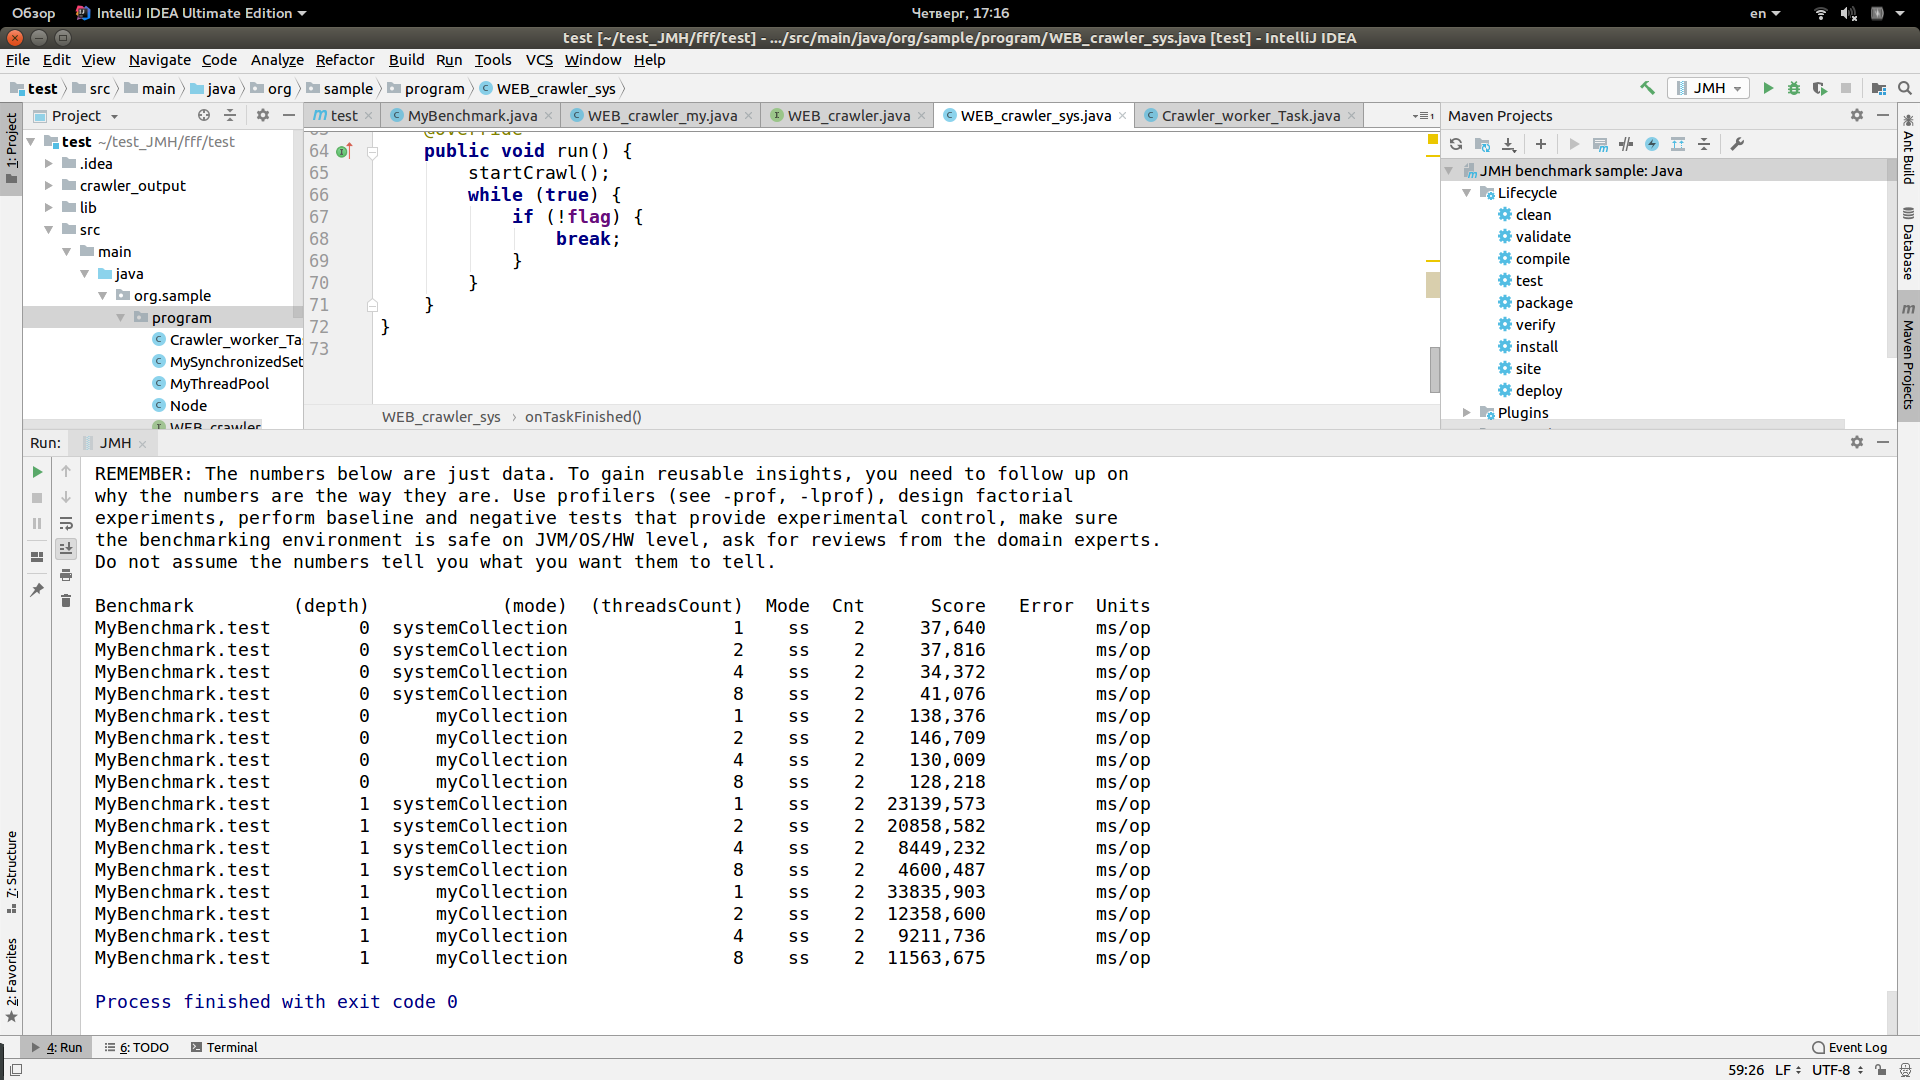 Обзор IntelliJ IDEA Ultimate Edition Четверг, 17:16 en
test [~/test_JMH/fff/test] - .../src/main/java/org/sample/program/WEB_crawler_sys.java [test] - IntelliJ IDEA
File Edit View Navigate Code Analyze Refactor Build Run Tools VCS Window Help
test src main java org sample program WEB_crawler_sys JMH
Project
test MyBenchmark.java WEB_crawler_my.java WEB_crawler.java WEB_crawler_sys.java Crawler_worker_Task.java
Maven Projects
1: Project
test ~/test_JMH/fff/test
.idea
crawler_output
lib
src
main
java
org.sample
program
Crawler_worker_Ta
MySynchronizedSet
MyThreadPool
Node
WEB_crawler
7: Structure
2: Favorites
@Override
64 public void run() {
65 startCrawl();
66 while (true) {
67 if (!flag) {
68 break;
69 }
70 }
71 }
72 }
73
WEB_crawler_sys › onTaskFinished()
JMH benchmark sample: Java
Lifecycle
clean
validate
compile
test
package
verify
install
site
deploy
Plugins
Ant Build
Database
Maven Projects
Run: JMH
REMEMBER: The numbers below are just data. To gain reusable insights, you need to follow up on
why the numbers are the way they are. Use profilers (see -prof, -lprof), design factorial
experiments, perform baseline and negative tests that provide experimental control, make sure
the benchmarking environment is safe on JVM/OS/HW level, ask for reviews from the domain experts.
Do not assume the numbers tell you what you want them to tell.
Benchmark (depth) (mode) (threadsCount) Mode Cnt Score Error Units
MyBenchmark.test 0 systemCollection 1 ss 2 37,640 ms/op
MyBenchmark.test 0 systemCollection 2 ss 2 37,816 ms/op
MyBenchmark.test 0 systemCollection 4 ss 2 34,372 ms/op
MyBenchmark.test 0 systemCollection 8 ss 2 41,076 ms/op
MyBenchmark.test 0 myCollection 1 ss 2 138,376 ms/op
MyBenchmark.test 0 myCollection 2 ss 2 146,709 ms/op
MyBenchmark.test 0 myCollection 4 ss 2 130,009 ms/op
MyBenchmark.test 0 myCollection 8 ss 2 128,218 ms/op
MyBenchmark.test 1 systemCollection 1 ss 2 23139,573 ms/op
MyBenchmark.test 1 systemCollection 2 ss 2 20858,582 ms/op
MyBenchmark.test 1 systemCollection 4 ss 2 8449,232 ms/op
MyBenchmark.test 1 systemCollection 8 ss 2 4600,487 ms/op
MyBenchmark.test 1 myCollection 1 ss 2 33835,903 ms/op
MyBenchmark.test 1 myCollection 2 ss 2 12358,600 ms/op
MyBenchmark.test 1 myCollection 4 ss 2 9211,736 ms/op
MyBenchmark.test 1 myCollection 8 ss 2 11563,675 ms/op
Process finished with exit code 0
4: Run 6: TODO Terminal Event Log
59:26 LF UTF-8